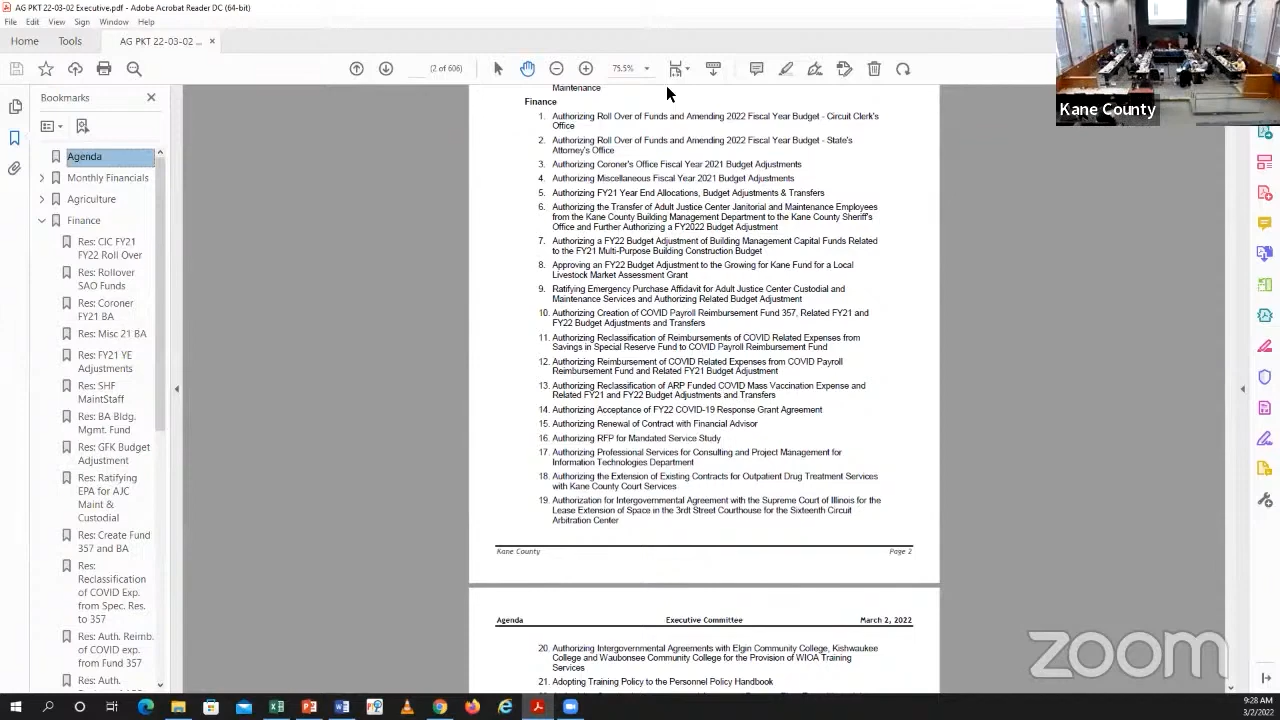 AG PKT 22-03-02 Executive.pdf - Adobe Acrobat Reader DC (64-bit)
File Edit View Sign Window Help
Home Tools AG PKT 22-03-02 ... ×
(2 of 606) 75.5%
Bookmarks
Agenda
Monthly Financials
Agriculture
Finance
Res: CIC FY21
FY22 Roll Over
Res: Rollover
SAO Funds
Res: Coroner
FY21 BA
Res: Misc 21 BA
Res: FY21 YE
Adjustments
Res: SHF
MaintStaff
Res: BA Bldg.
Mgmt. Fund
Res: GFK Budget
Adjustment
Res: Ratifying
EPA for AJC
Maint &
Custodial
Res: Create Fund
357 and BA
Res:
Reclassification
of COVID Exp.
from Spec. Res.
to 357
Res: Auth. Reimb.
of COVID exp.
from Fund 357
Res: Auth.
Maintenance
Finance
1. Authorizing Roll Over of Funds and Amending 2022 Fiscal Year Budget - Circuit Clerk's
Office
2. Authorizing Roll Over of Funds and Amending 2022 Fiscal Year Budget - State's
Attorney's Office
3. Authorizing Coroner's Office Fiscal Year 2021 Budget Adjustments
4. Authorizing Miscellaneous Fiscal Year 2021 Budget Adjustments
5. Authorizing FY21 Year End Allocations, Budget Adjustments & Transfers
6. Authorizing the Transfer of Adult Justice Center Janitorial and Maintenance Employees
from the Kane County Building Management Department to the Kane County Sheriff's
Office and Further Authorizing a FY2022 Budget Adjustment
7. Authorizing a FY22 Budget Adjustment of Building Management Capital Funds Related
to the FY21 Multi-Purpose Building Construction Budget
8. Approving an FY22 Budget Adjustment to the Growing for Kane Fund for a Local
Livestock Market Assessment Grant
9. Ratifying Emergency Purchase Affidavit for Adult Justice Center Custodial and
Maintenance Services and Authorizing Related Budget Adjustment
10. Authorizing Creation of COVID Payroll Reimbursement Fund 357, Related FY21 and
FY22 Budget Adjustments and Transfers
11. Authorizing Reclassification of Reimbursements of COVID Related Expenses from
Savings in Special Reserve Fund to COVID Payroll Reimbursement Fund
12. Authorizing Reimbursement of COVID Related Expenses from COVID Payroll
Reimbursement Fund and Related FY21 Budget Adjustment
13. Authorizing Reclassification of ARP Funded COVID Mass Vaccination Expense and
Related FY21 and FY22 Budget Adjustments and Transfers
14. Authorizing Acceptance of FY22 COVID-19 Response Grant Agreement
15. Authorizing Renewal of Contract with Financial Advisor
16. Authorizing RFP for Mandated Service Study
17. Authorizing Professional Services for Consulting and Project Management for
Information Technologies Department
18. Authorizing the Extension of Existing Contracts for Outpatient Drug Treatment Services
with Kane County Court Services
19. Authorization for Intergovernmental Agreement with the Supreme Court of Illinois for the
Lease Extension of Space in the 3rdt Street Courthouse for the Sixteenth Circuit
Arbitration Center
Kane County Page 2
Agenda Executive Committee March 2, 2022
20. Authorizing Intergovernmental Agreements with Elgin Community College, Kishwaukee
College and Waubonsee Community College for the Provision of WIOA Training
Services
21. Adopting Training Policy to the Personnel Policy Handbook
Kane County
zoom
9:28 AM
3/2/2022